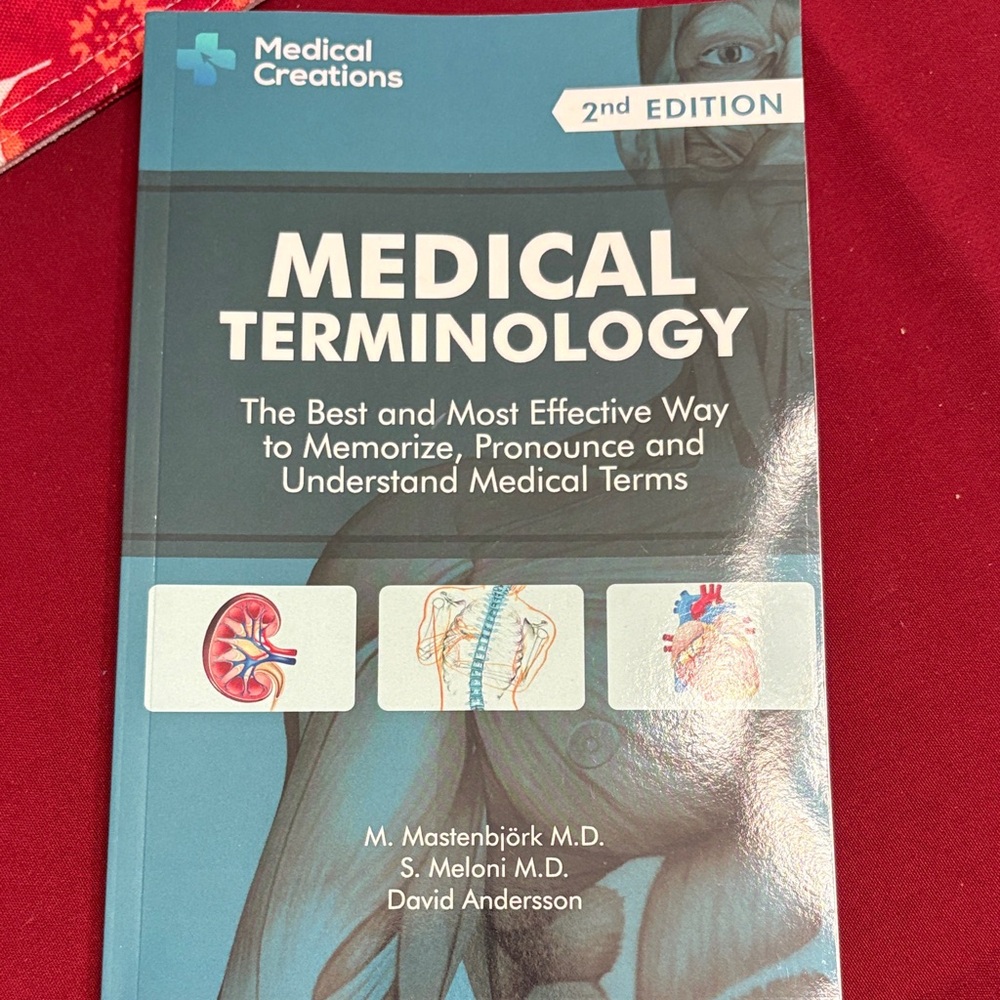 Medical
Creations
2nd EDITION
MEDICAL
TERMINOLOGY
The Best and Most Effective Way
to Memorize, Pronounce and
Understand Medical Terms
M. Mastenbjörk M.D.
S. Meloni M.D.
David Andersson